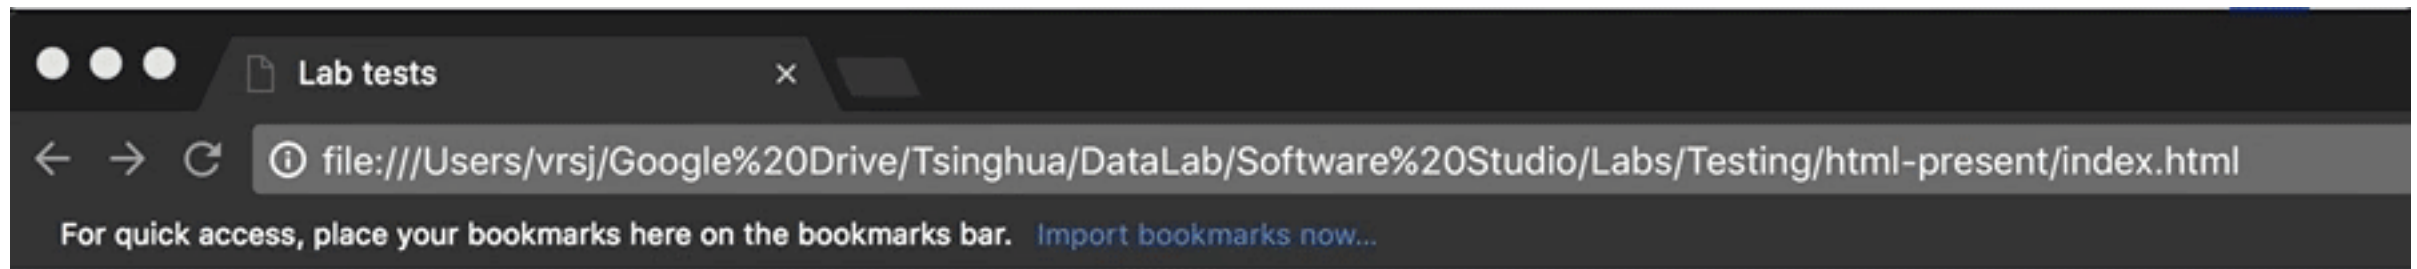 Lab tests
file:///Users/vrsj/Google%20Drive/Tsinghua/DataLab/Software%20Studio/Labs/Testing/html-present/index.html
For quick access, place your bookmarks here on the bookmarks bar. Import bookmarks now...